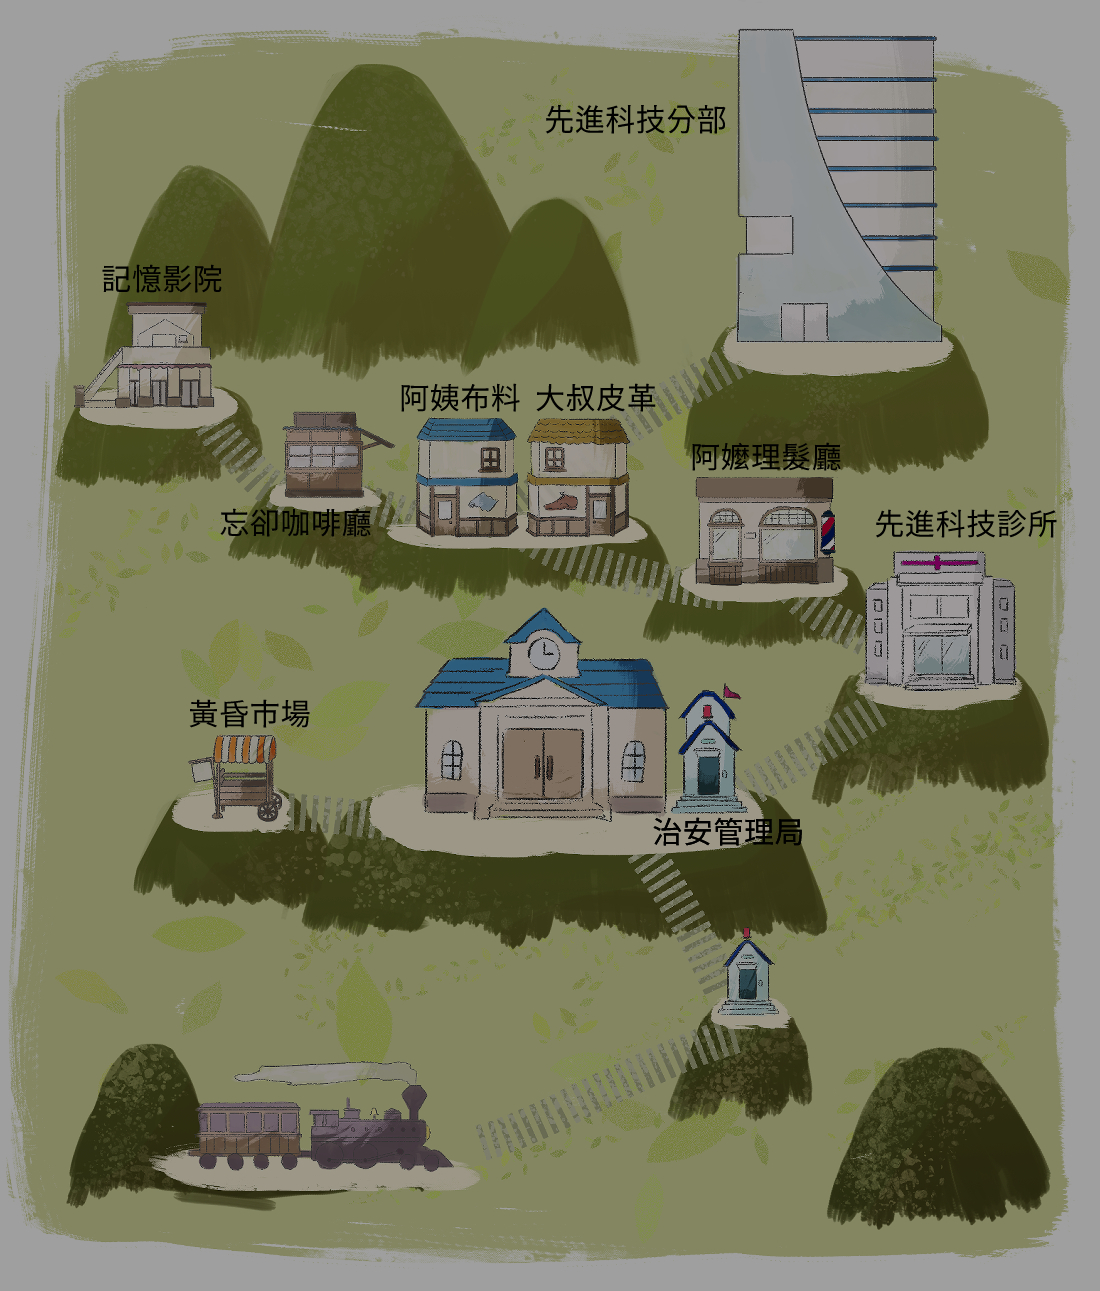 先進科技分部
記憶影院
阿姨布料
大叔皮革
阿嬤理髮廳
忘卻咖啡廳
先進科技診所
黃昏市場
治安管理局